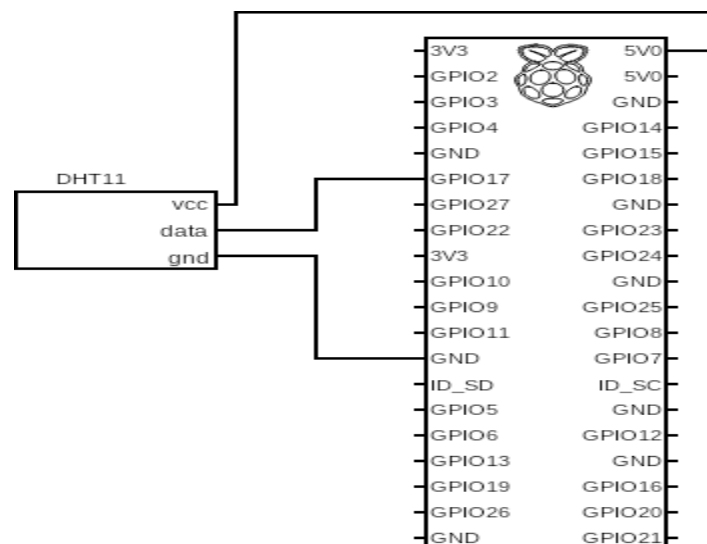 3V3 5V0
GPIO2 5V0
GPIO3 GND
GPIO4 GPIO14
GND GPIO15
DHT11
GPIO17 GPIO18
vcc
GPIO27 GND
data
GPIO22 GPIO23
gnd
3V3 GPIO24
GPIO10 GND
GPIO9 GPIO25
GPIO11 GPIO8
GND GPIO7
ID_SD ID_SC
GPIO5 GND
GPIO6 GPIO12
GPIO13 GND
GPIO19 GPIO16
GPIO26 GPIO20
GND GPIO21